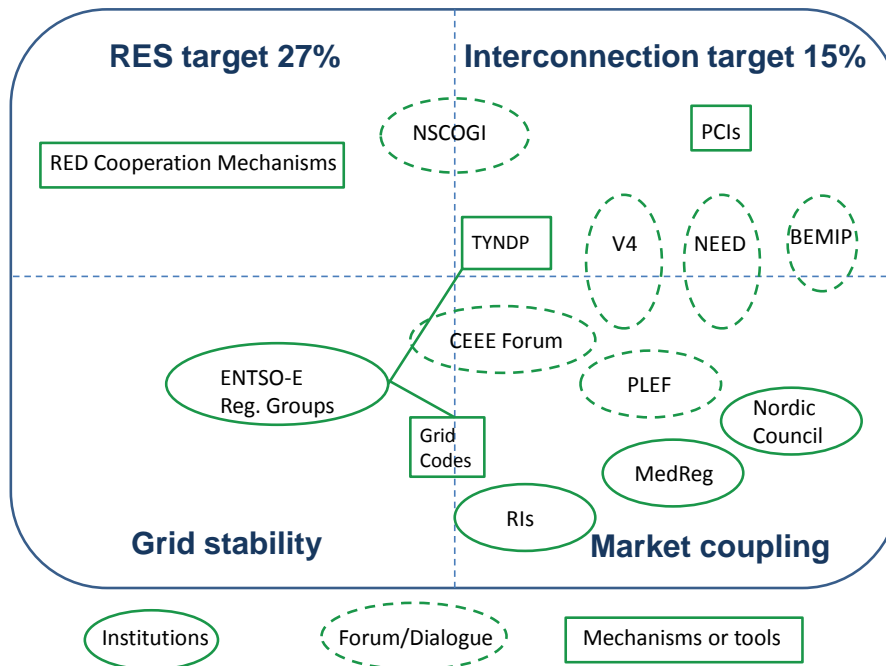 RES target 27%
Interconnection target 15%
NSCOGI
PCIs
RED Cooperation Mechanisms
TYNDP
V4
NEED
BEMIP
CEEE Forum
ENTSO-E
Reg. Groups
PLEF
Nordic
Council
Grid
Codes
MedReg
RIs
Grid stability
Market coupling
Institutions
Forum/Dialogue
Mechanisms or tools